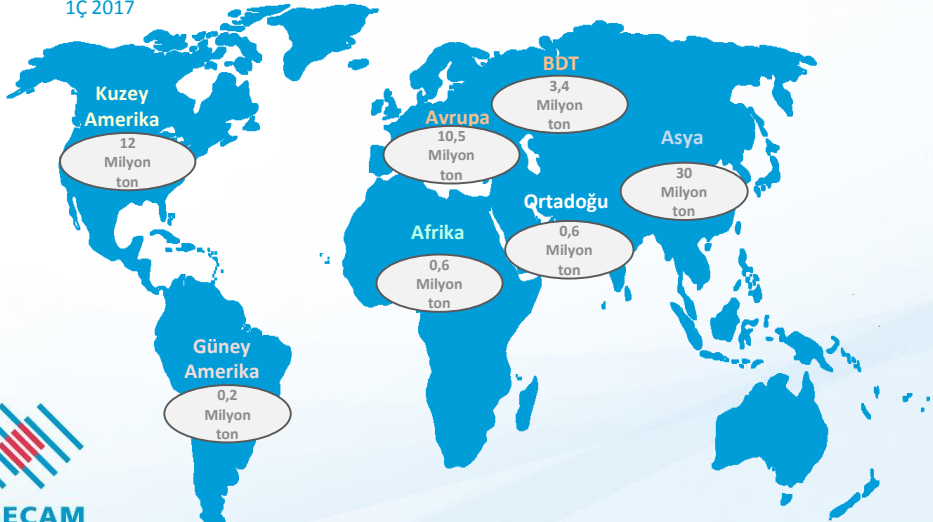 1Ç 2017
BDT
3,4
Milyon
ton
Kuzey
Amerika
12
Milyon
ton
Avrupa
10,5
Milyon
ton
Asya
30
Milyon
ton
Ortadoğu
0,6
Milyon
ton
Afrika
0,6
Milyon
ton
Güney
Amerika
0,2
Milyon
ton
ECAM